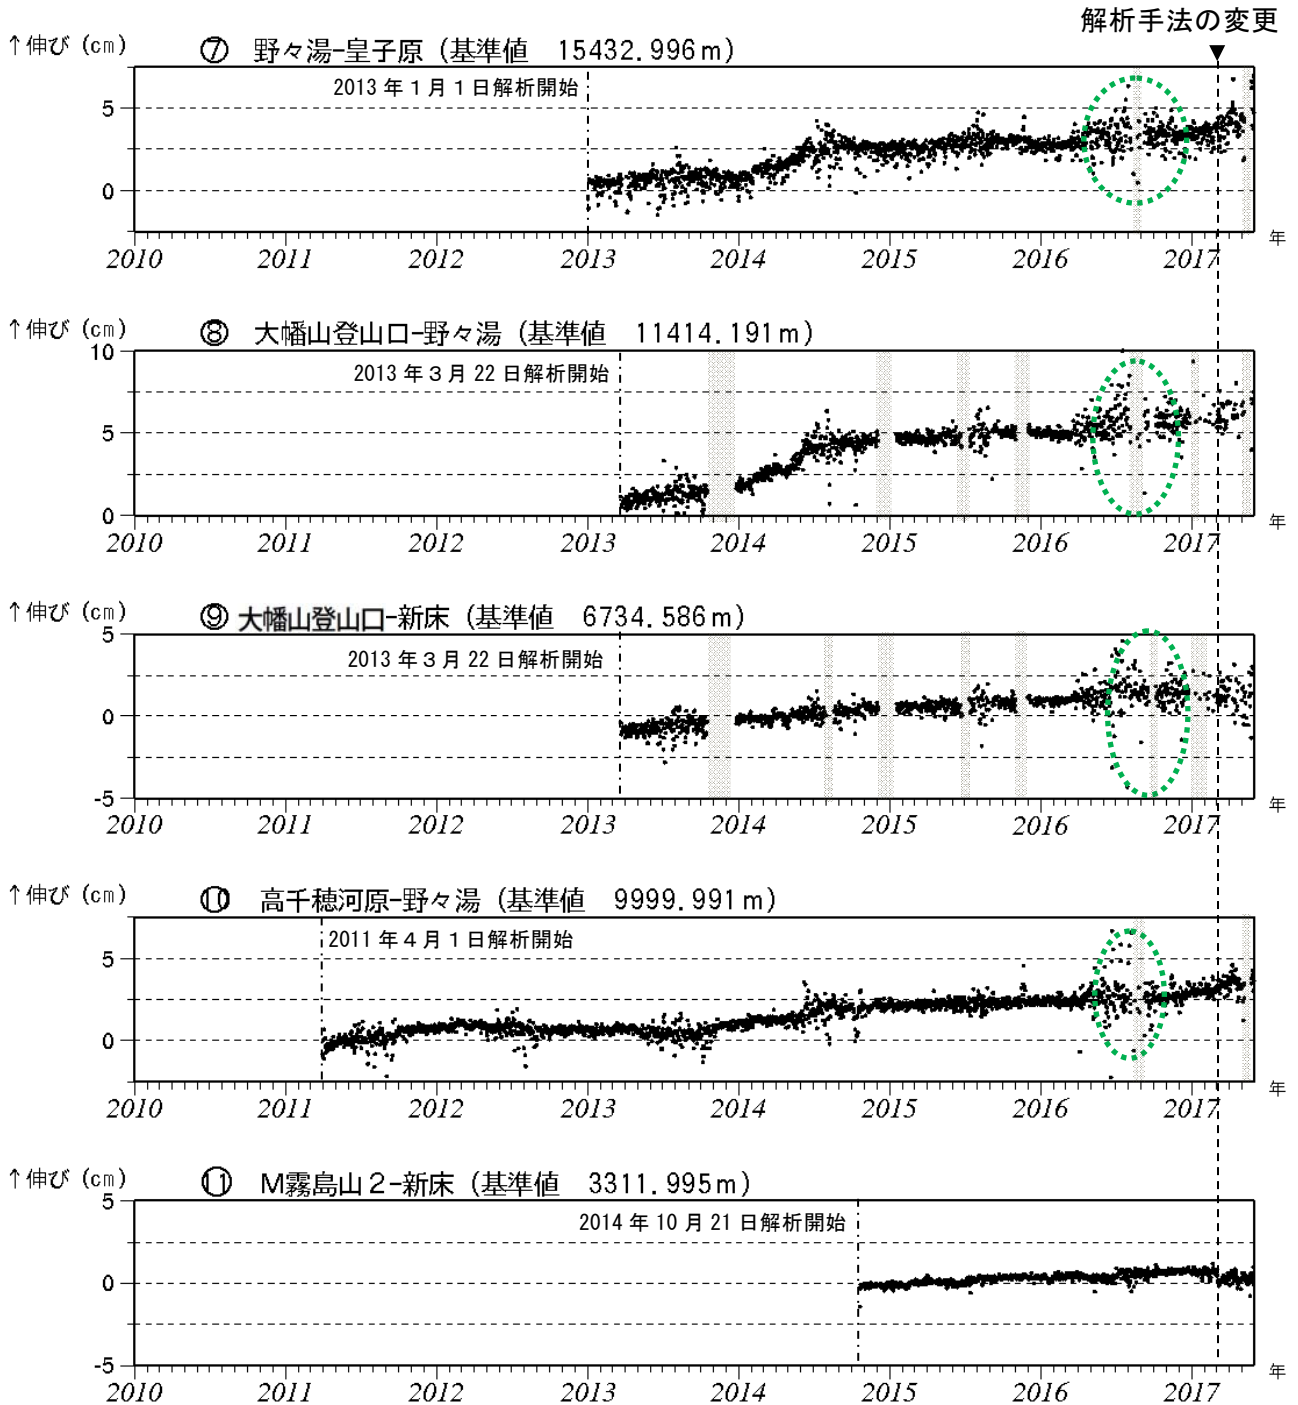 解析手法の変更
▼
↑伸び (cm) ⑦ 野々湯-皇子原 (基準値 15432.996m)
2013年1月1日解析開始
5
0
2010 2011 2012 2013 2014 2015 2016 2017 年
↑伸び (cm) ⑧ 大幡山登山口-野々湯 (基準値 11414.191m)
10
2013年3月22日解析開始
5
0
2010 2011 2012 2013 2014 2015 2016 2017 年
↑伸び (cm) ⑨ 大幡山登山口-新床 (基準値 6734.586m)
5
2013年3月22日解析開始
0
-5
2010 2011 2012 2013 2014 2015 2016 2017 年
↑伸び (cm) ⑩ 高千穂河原-野々湯 (基準値 9999.991m)
2011年4月1日解析開始
5
0
2010 2011 2012 2013 2014 2015 2016 2017 年
↑伸び (cm) ⑪ M霧島山2-新床 (基準値 3311.995m)
5
2014年10月21日解析開始
0
-5
2010 2011 2012 2013 2014 2015 2016 2017 年